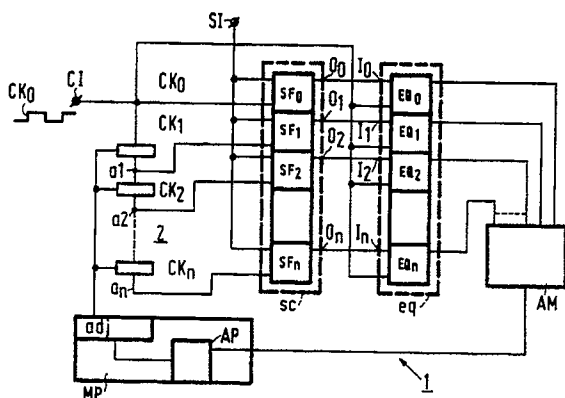 SI
CK0 CI CK0 SF0 O0 I0 EQ0
CK1 SF1 O1 I1 EQ1
a1 CK2 SF2 O2 I2 EQ2
a2 2
CKn SFn On In EQn
an sc eq AM
adj AP
MP 1